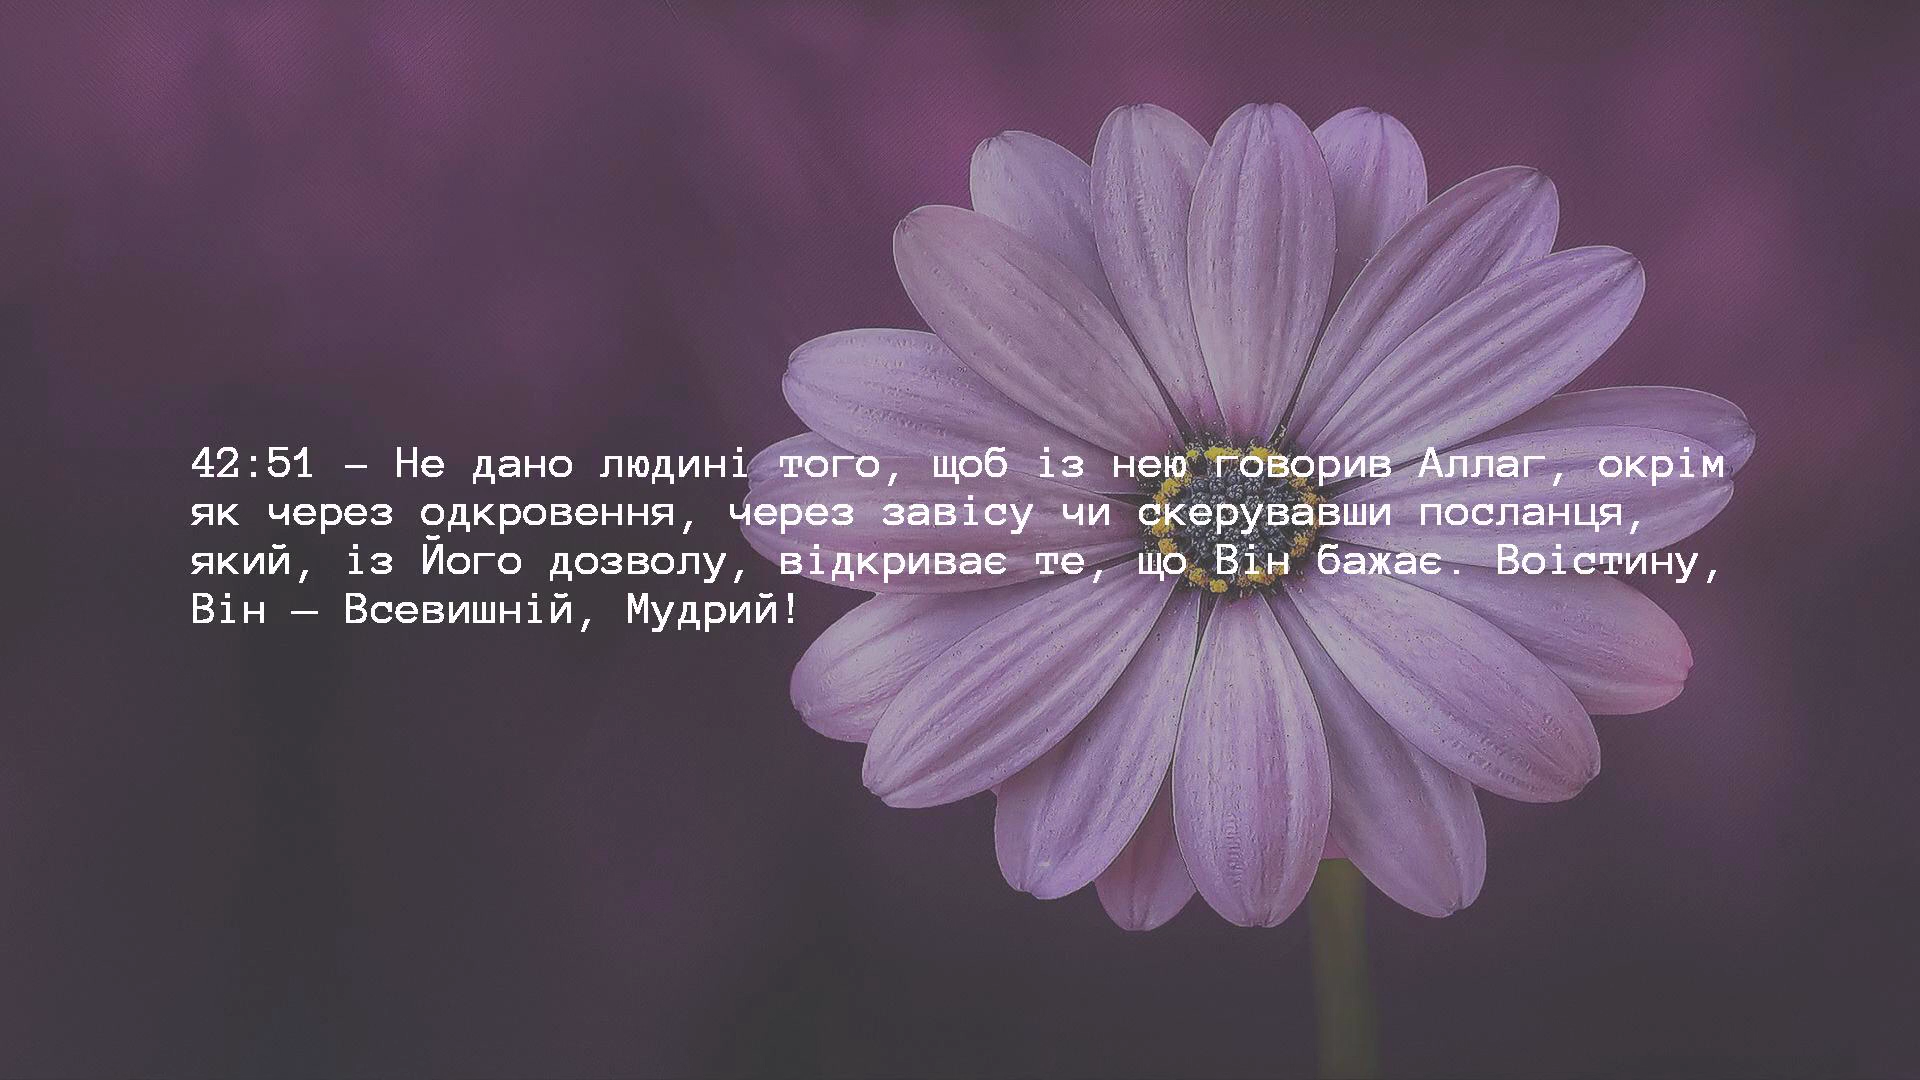 42:51 – Не дано людині того, щоб із нею говорив Аллаг, окрім
як через одкровення, через завісу чи скерувавши посланця,
який, із Його дозволу, відкриває те, що Він бажає. Воістину,
Він — Всевишній, Мудрий!